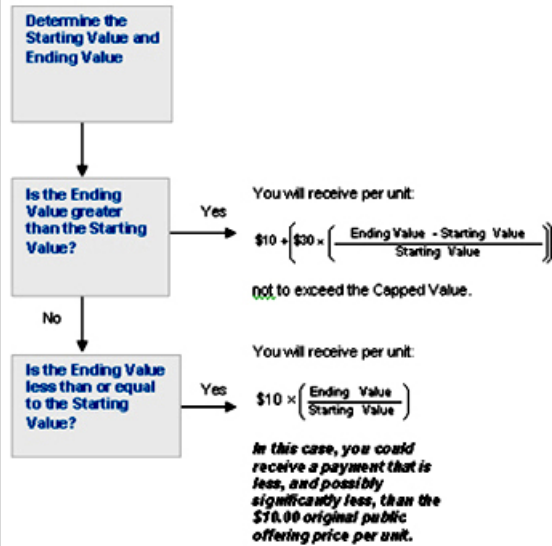 Determine the
Starting Value and
Ending Value
Is the Ending
Value greater
than the Starting
Value?
Yes
You will receive per unit:
$10 + ( $30 × ( Ending Value - Starting Value
Starting Value ))
not to exceed the Capped Value.
No
Is the Ending Value
less than or equal
to the Starting
Value?
Yes
You will receive per unit:
$10 × ( Ending Value
Starting Value )
In this case, you could
receive a payment that is
less, and possibly
significantly less, than the
$10.00 original public
offering price per unit.